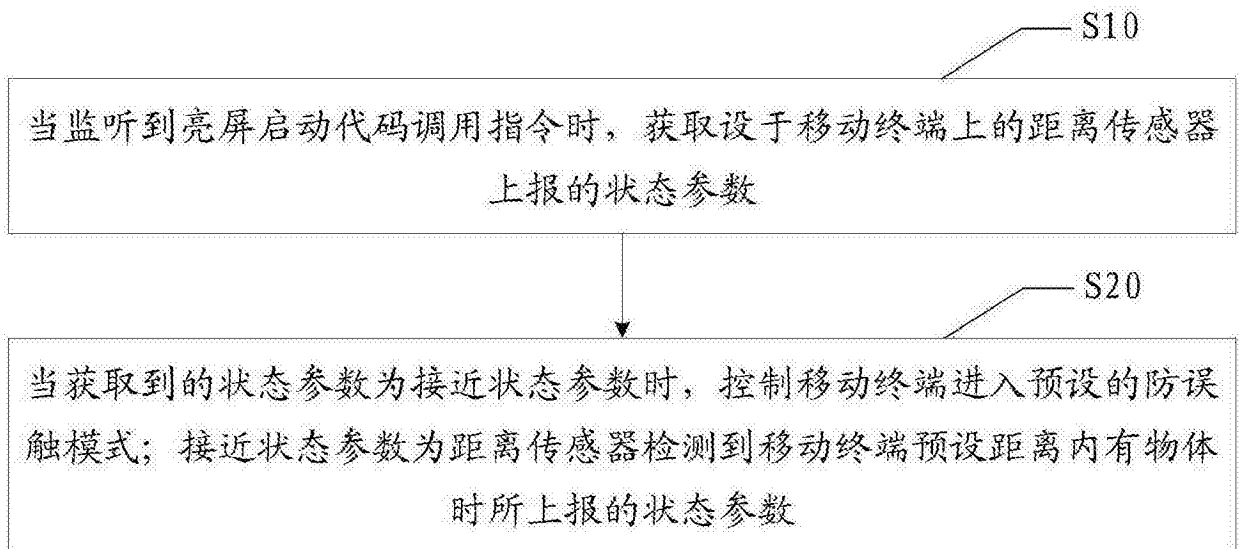 S10
当监听到亮屏启动代码调用指令时，获取设于移动终端上的距离传感器
上报的状态参数
S20
当获取到的状态参数为接近状态参数时，控制移动终端进入预设的防误
触模式；接近状态参数为距离传感器检测到移动终端预设距离内有物体
时所上报的状态参数